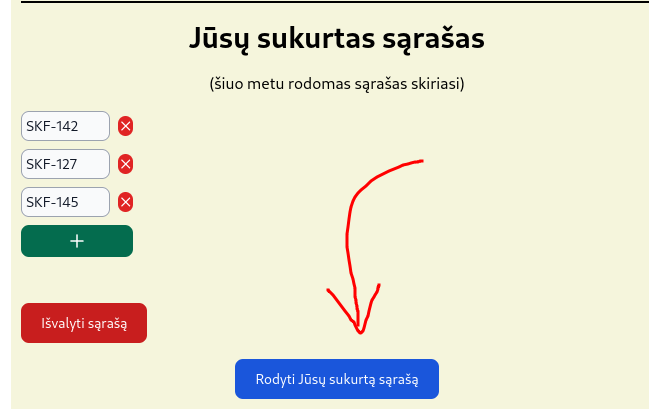 Jūsų sukurtas sąrašas
(šiuo metu rodomas sąrašas skiriasi)
SKF-142
SKF-127
SKF-145
+
Išvalyti sąrašą
Rodyti Jūsų sukurtą sąrašą